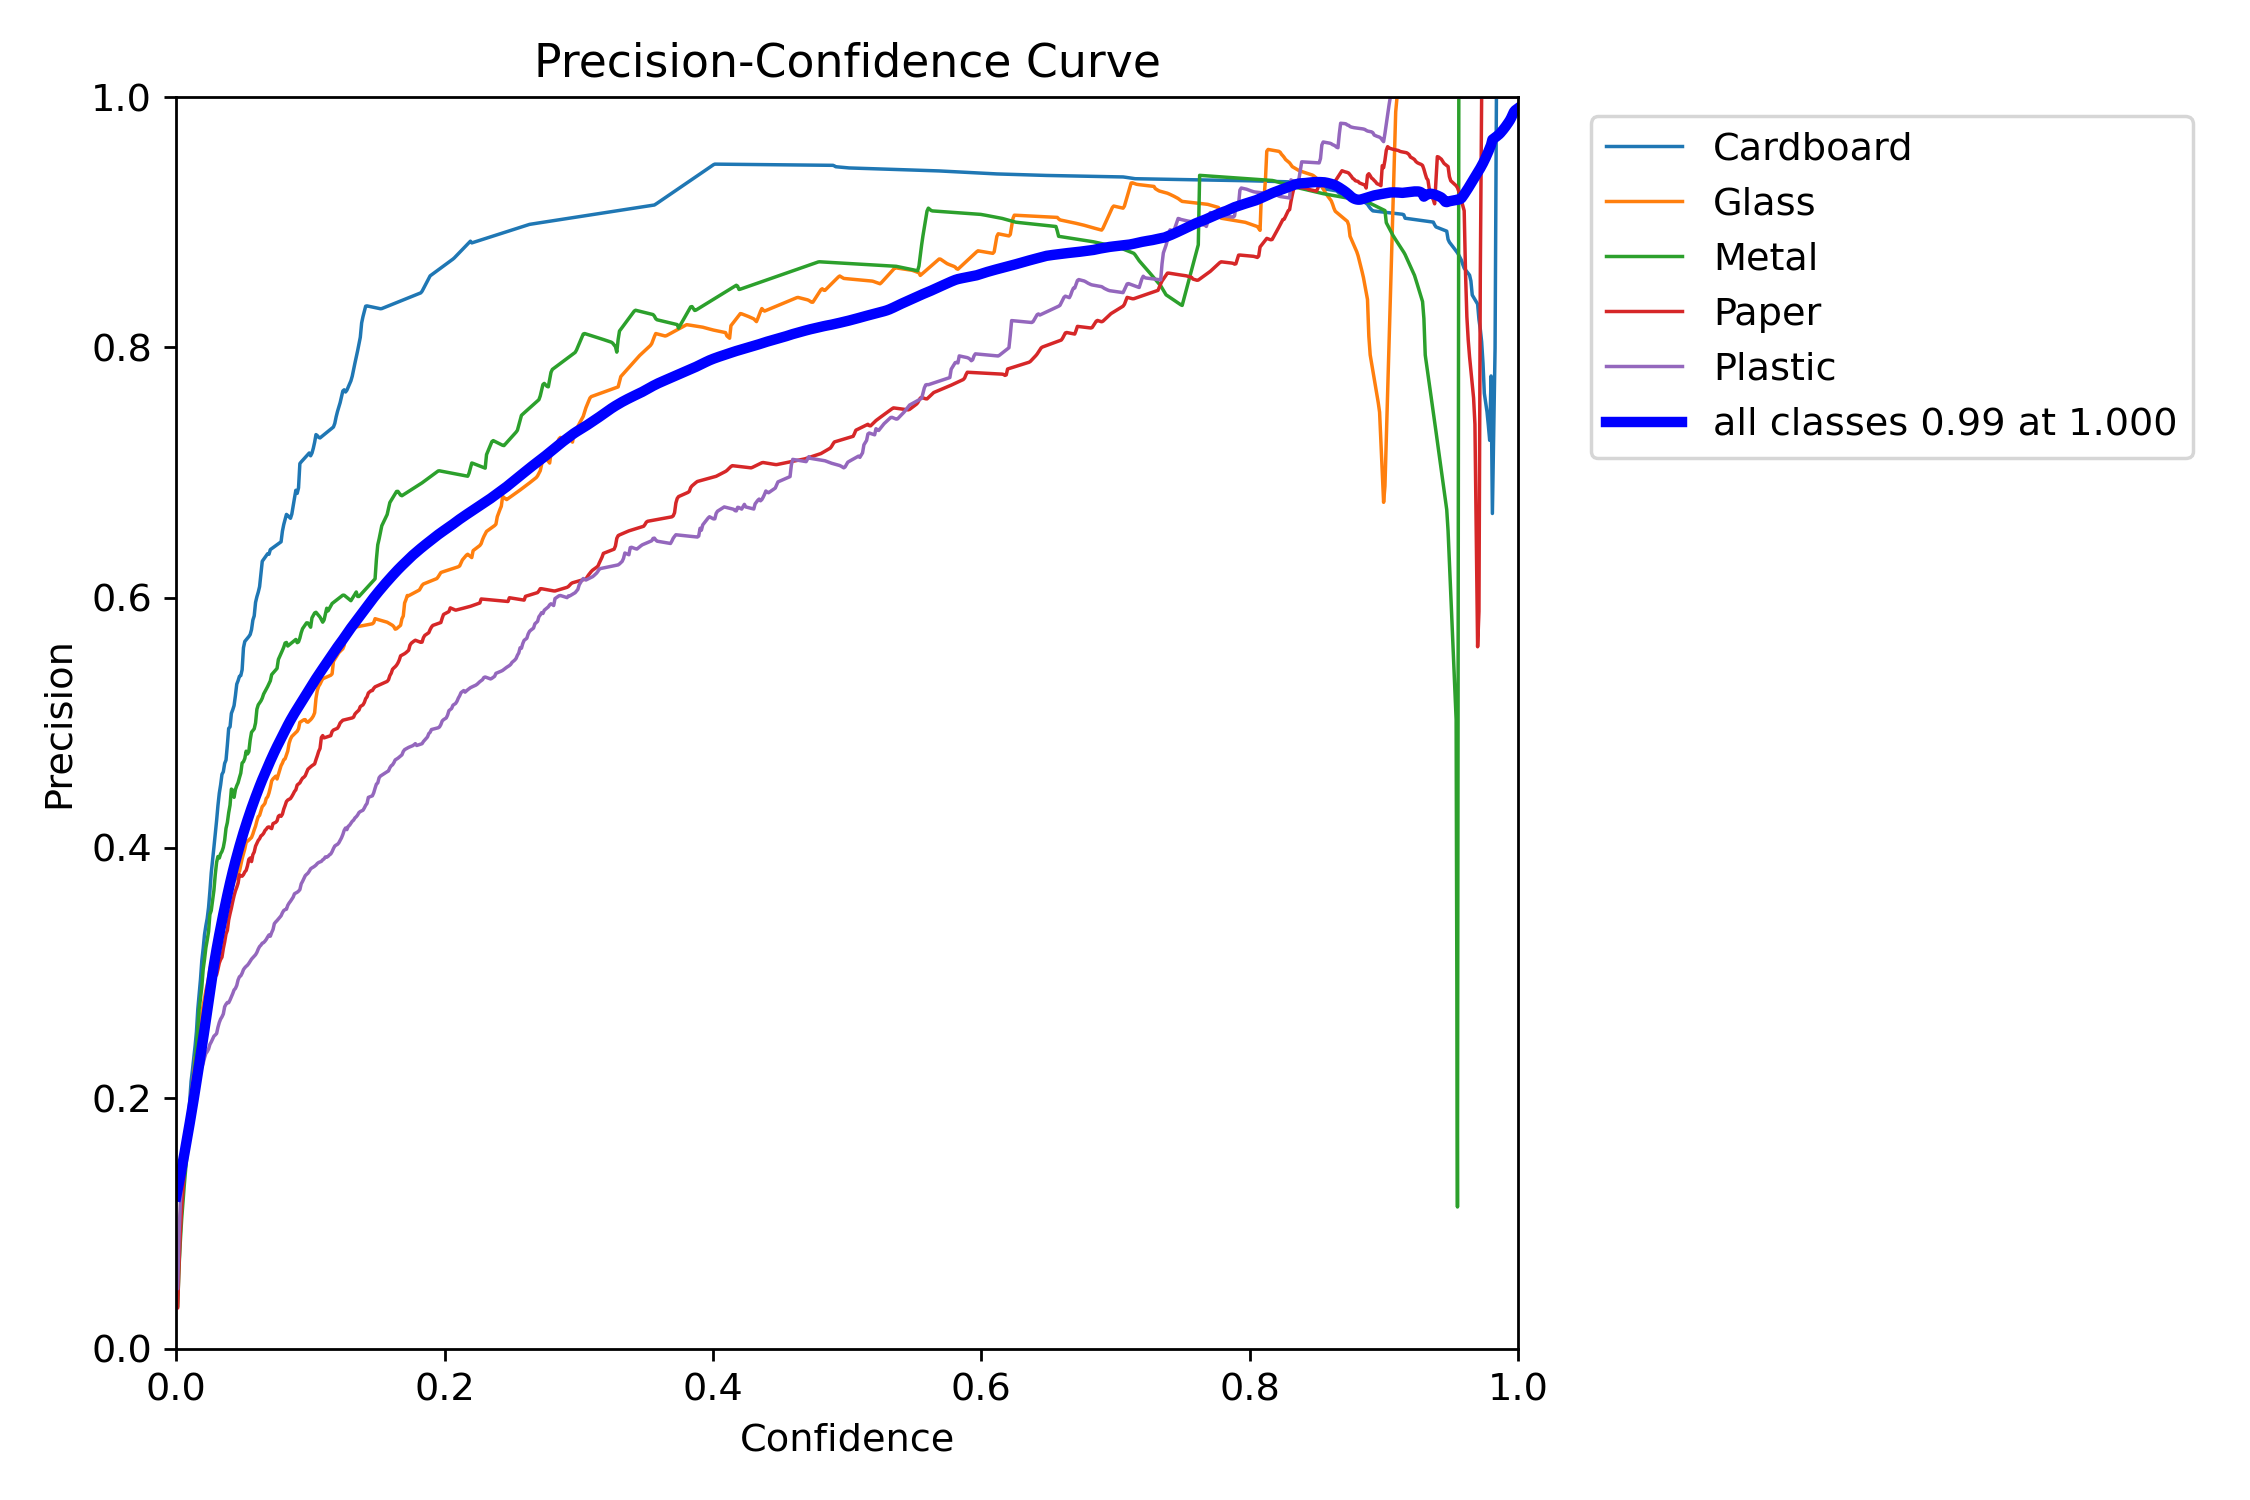 Precision-Confidence Curve
1.0
0.8
0.6
0.4
0.2
0.0
Precision
0.0 0.2 0.4 0.6 0.8 1.0
Confidence
Cardboard
Glass
Metal
Paper
Plastic
all classes 0.99 at 1.000